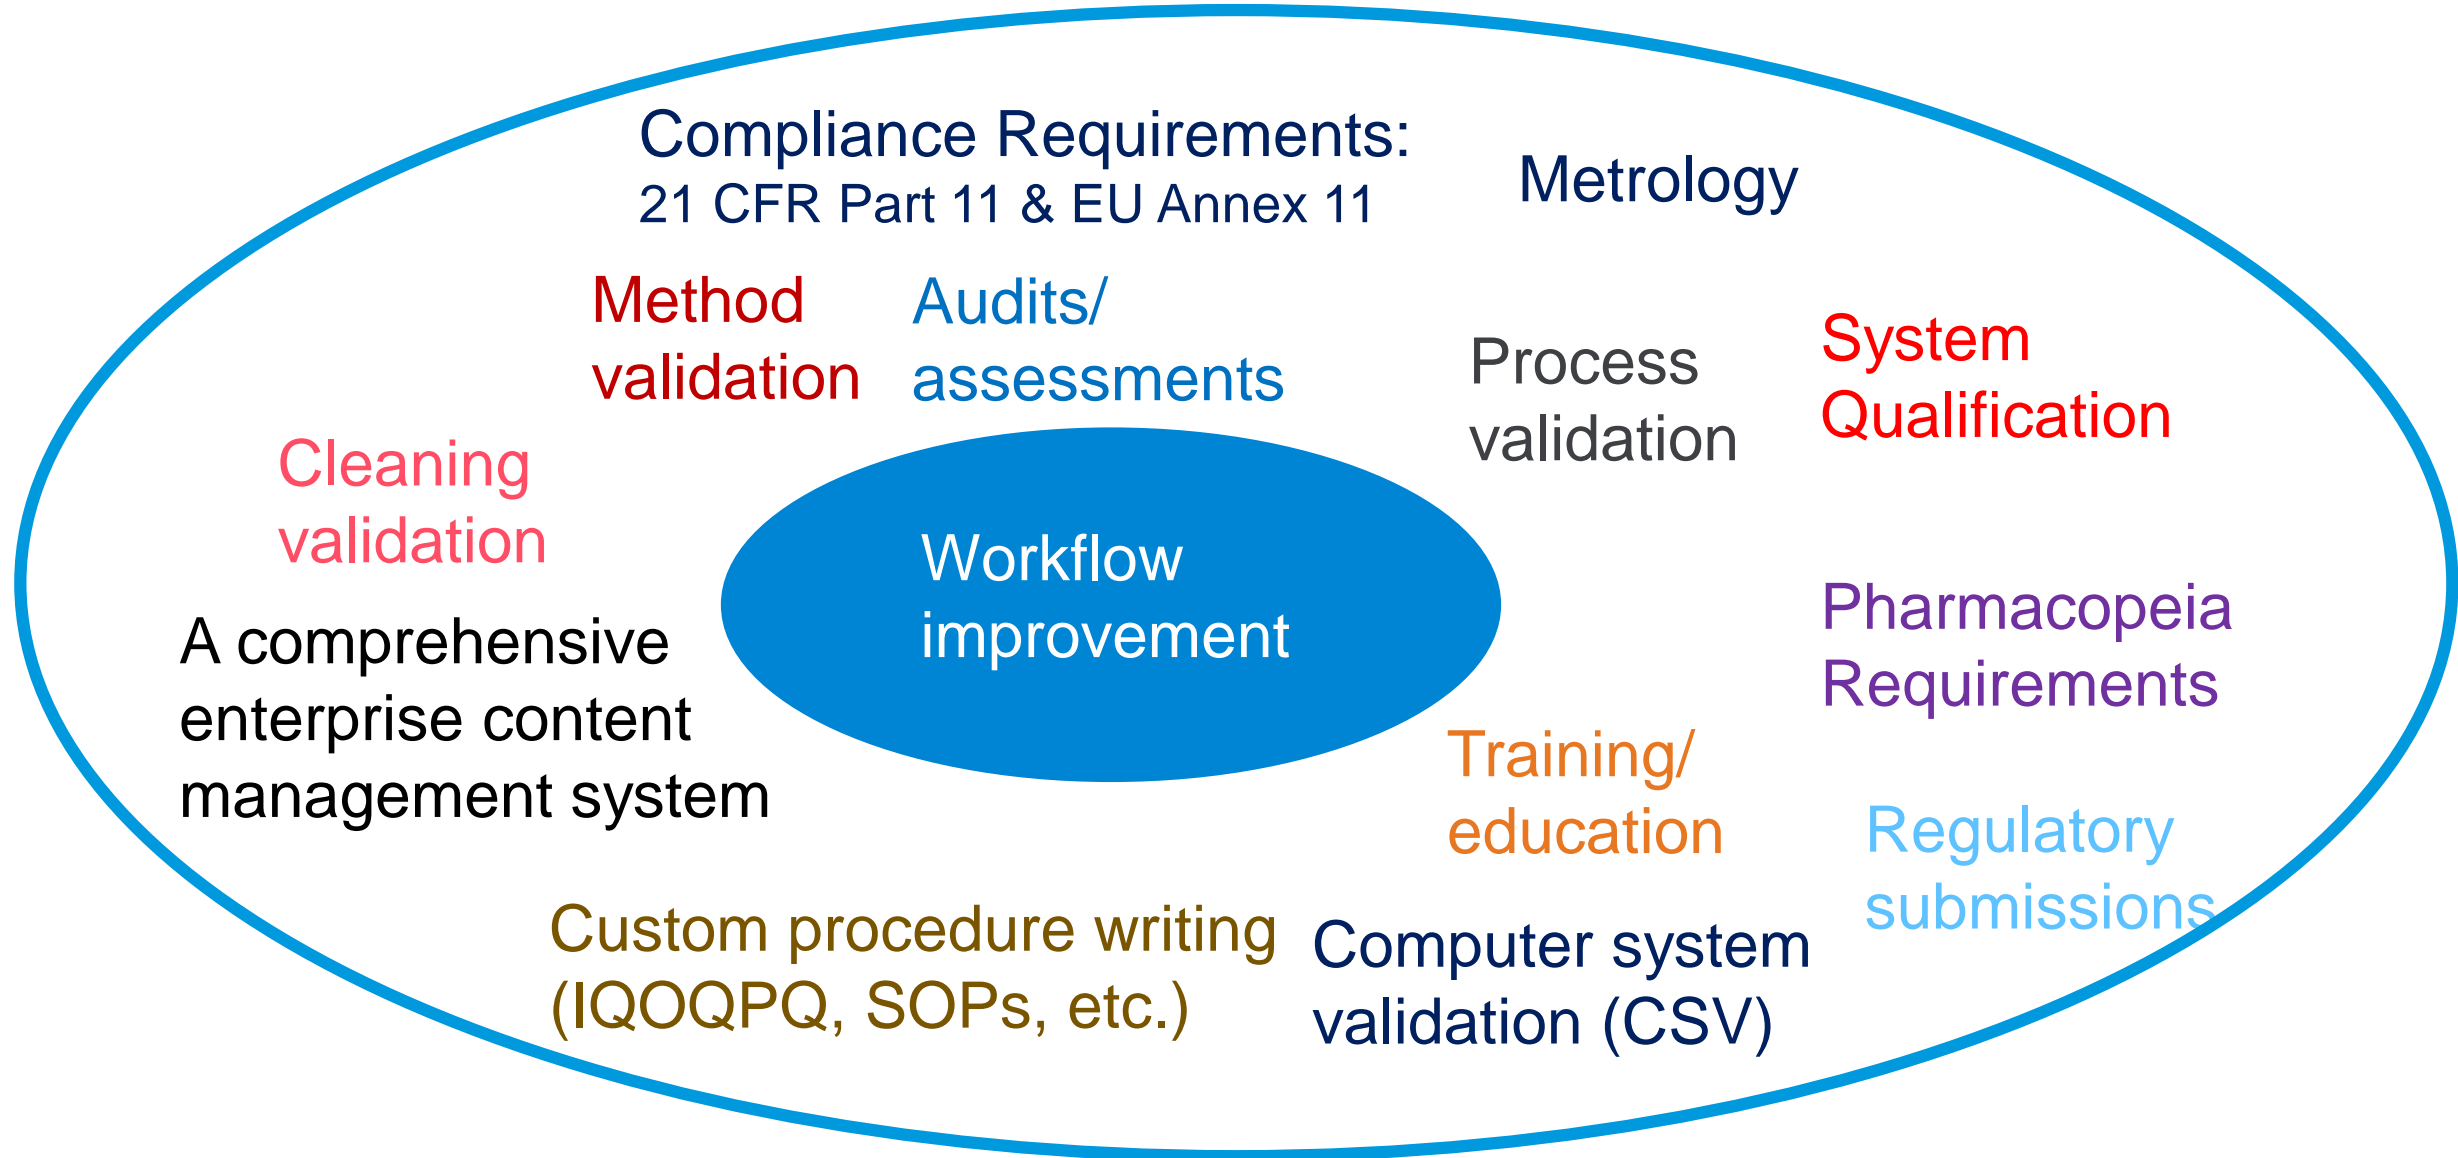 Compliance Requirements:
21 CFR Part 11 & EU Annex 11
Metrology
Method
validation
Audits/
assessments
Process
validation
System
Qualification
Cleaning
validation
Workflow
improvement
A comprehensive
enterprise content
management system
Pharmacopeia
Requirements
Training/
education
Regulatory
submissions
Custom procedure writing
(IQOQPQ, SOPs, etc.)
Computer system
validation (CSV)